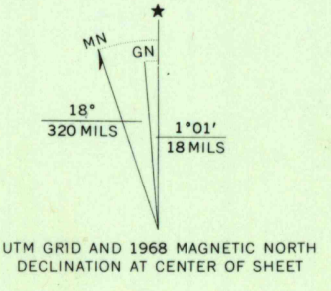 ★
MN
GN
18°
320 MILS
1°01′
18 MILS
UTM GRID AND 1968 MAGNETIC NORTH
DECLINATION AT CENTER OF SHEET